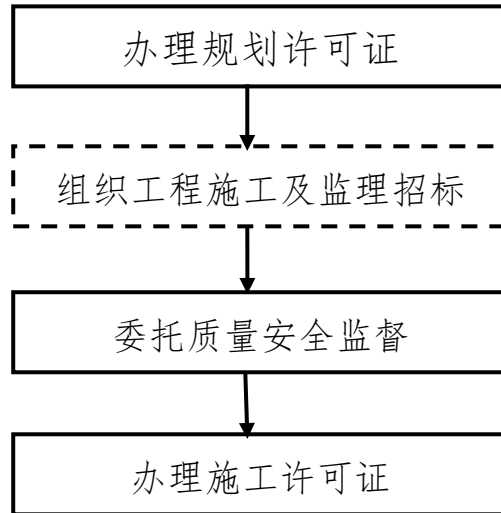 办理规划许可证
组织工程施工及监理招标
委托质量安全监督
办理施工许可证